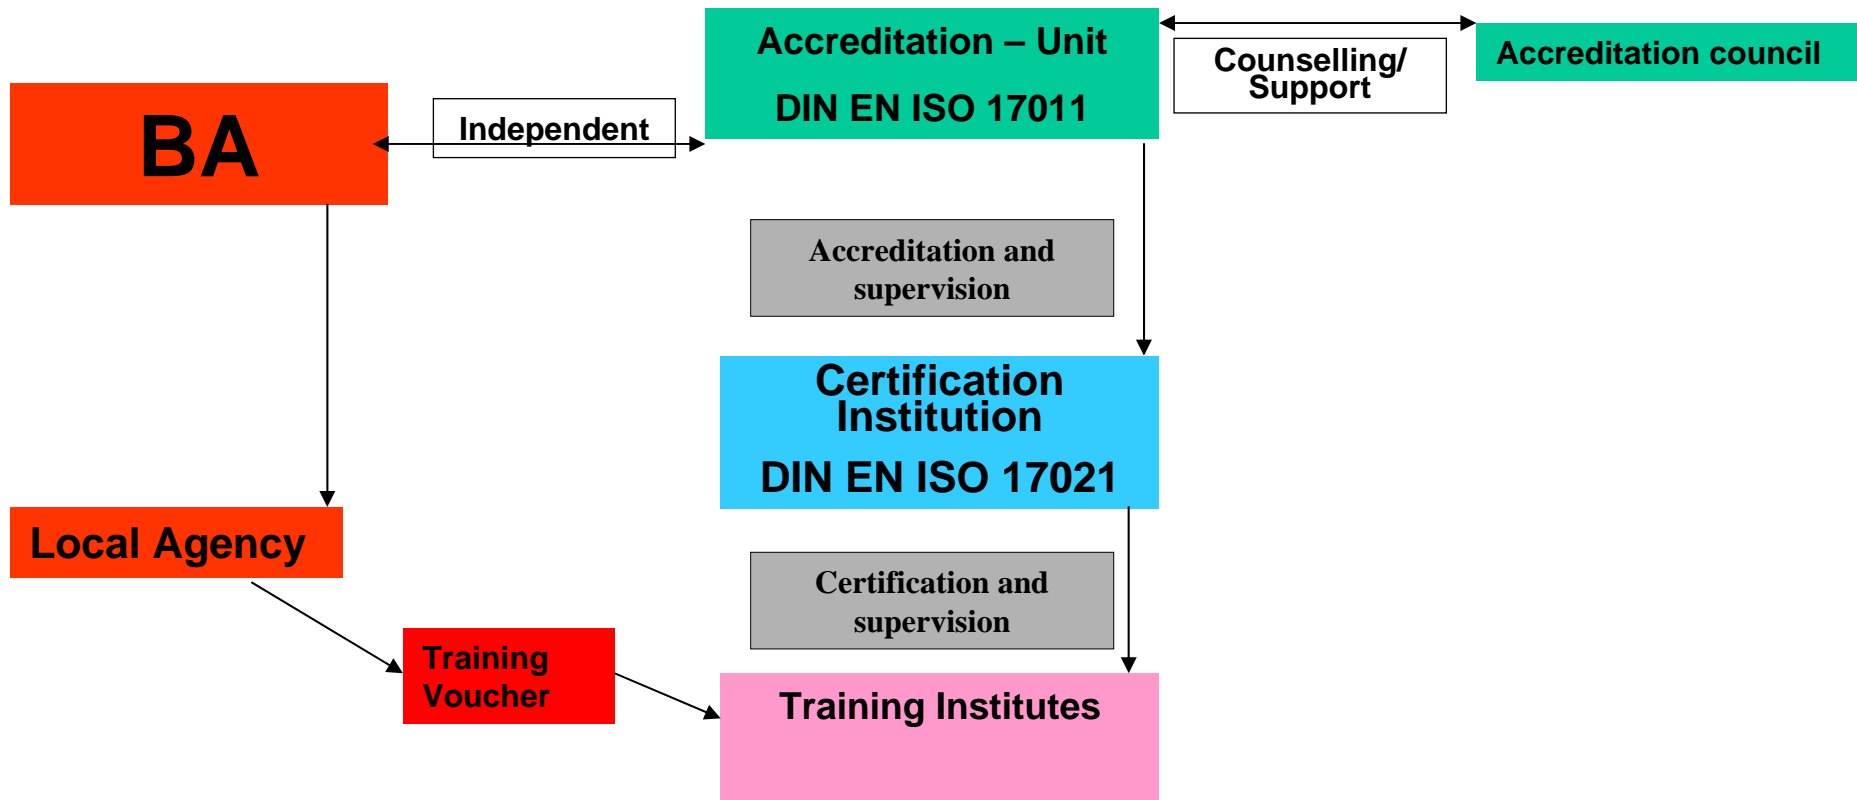 Accreditation – Unit
DIN EN ISO 17011
Counselling/
Support
Accreditation council
BA
Independent
Accreditation and
supervision
Certification
Institution
DIN EN ISO 17021
Local Agency
Certification and
supervision
Training
Voucher
Training Institutes